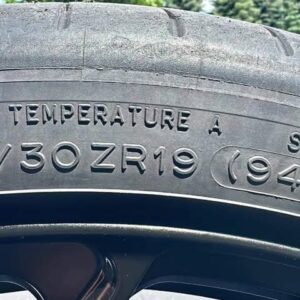 TEMPERATURE A S
/30ZR19 (94